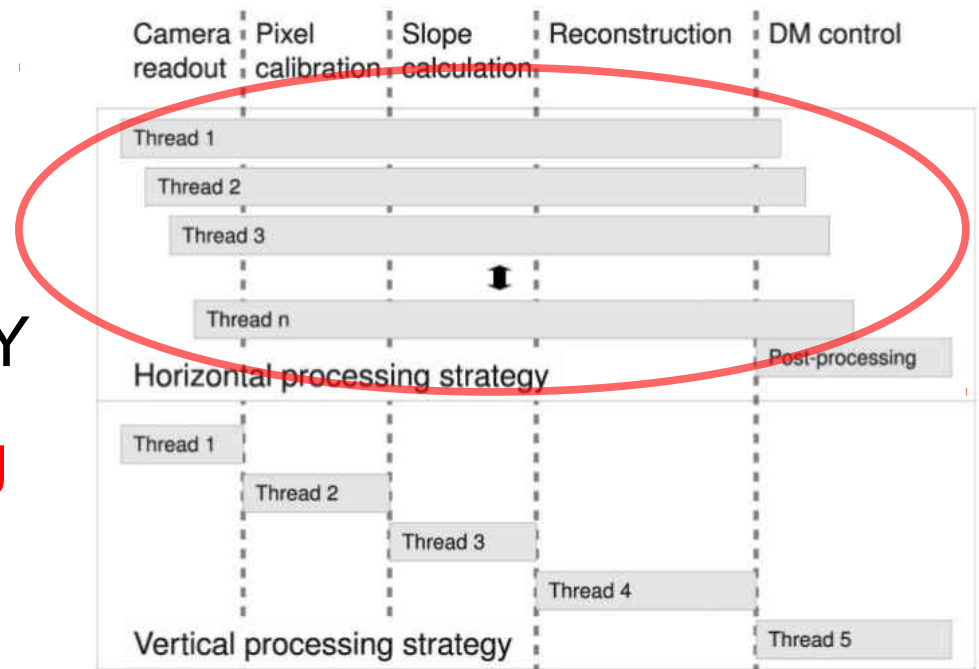 Camera readout
Pixel calibration
Slope calculation
Reconstruction
DM control
Thread 1
Thread 2
Thread 3
Thread n
Post-processing
Horizontal processing strategy
Y
Thread 1
Thread 2
Thread 3
Thread 4
Thread 5
Vertical processing strategy